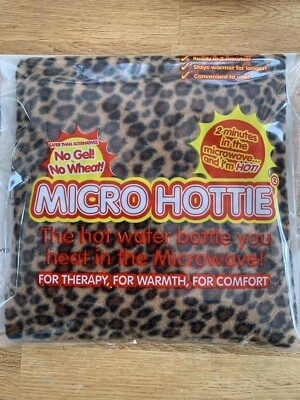 ✓ Ready in 2 minutes!
✓ Stays warmer for longer!
✓ Convenient to use!
SAFER THAN ALTERNATIVES
No Gel!
No Wheat!
2 minutes
in the
microwave...
and I'm HOT!
MICRO HOTTIE®
The hot water bottle you
heat in the Microwave!
FOR THERAPY, FOR WARMTH, FOR COMFORT